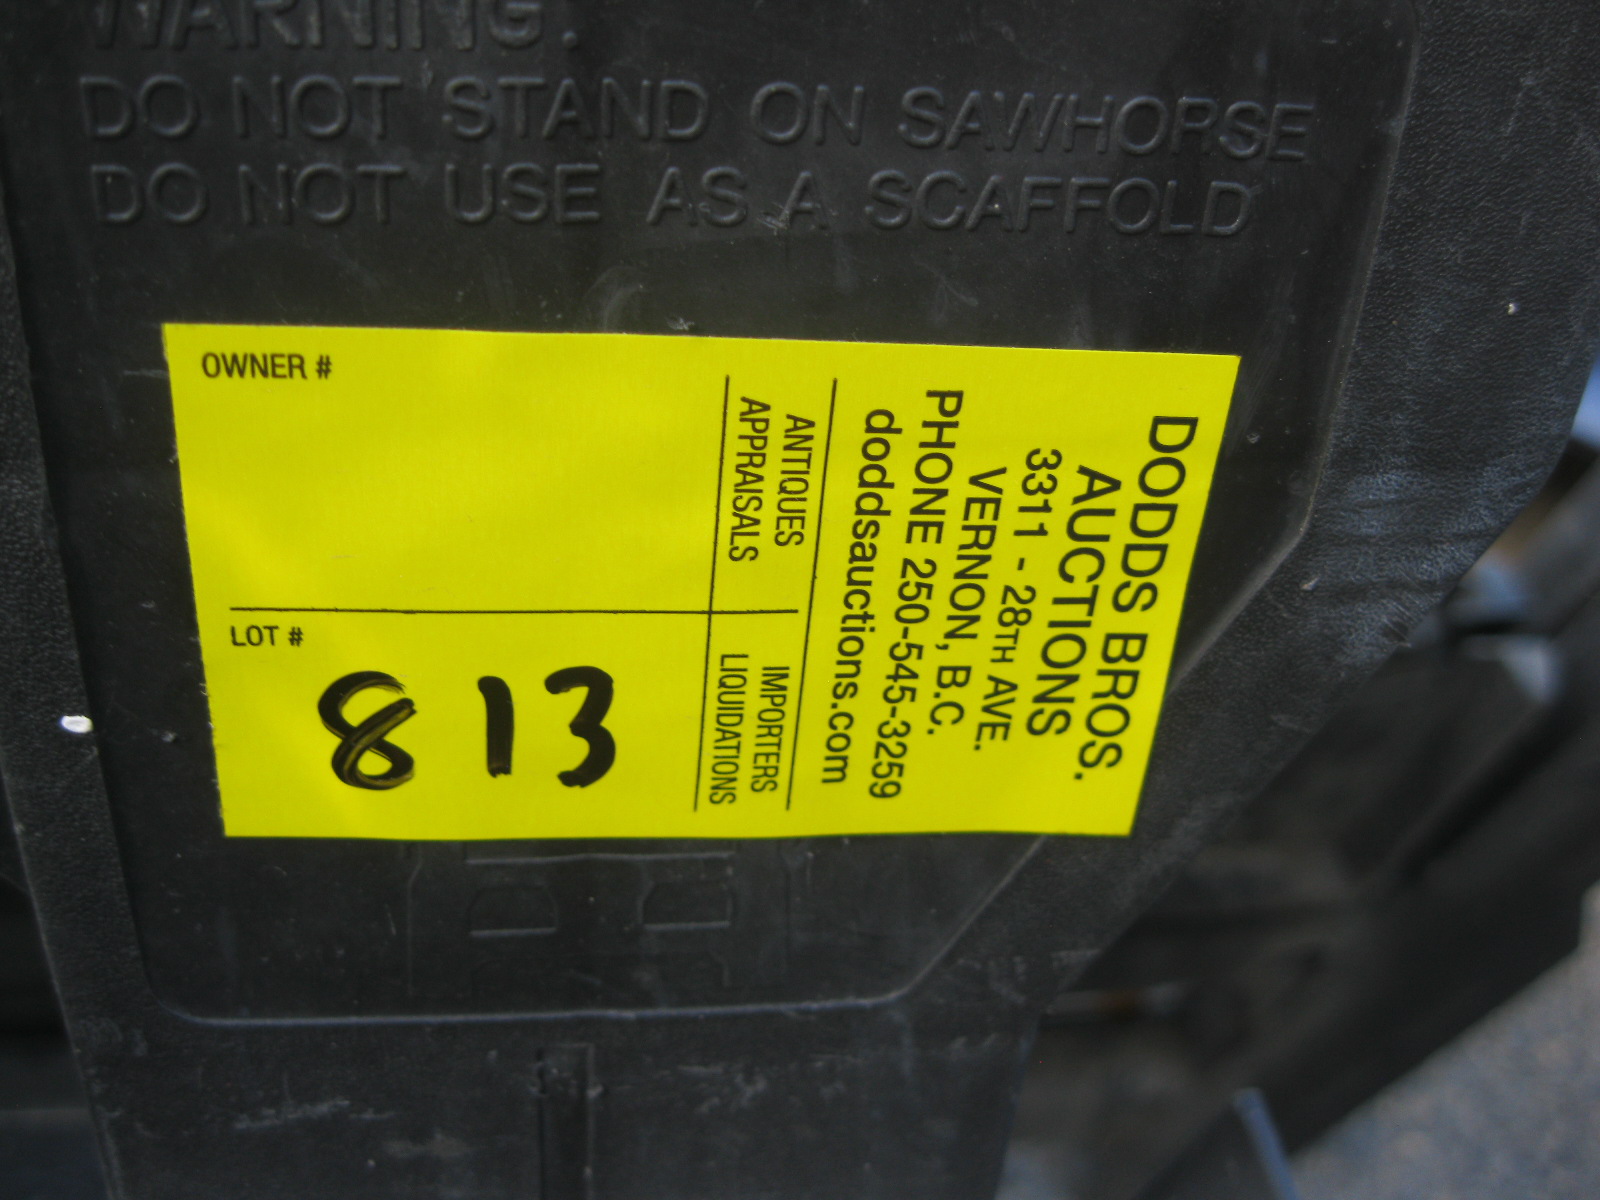 WARNING:
DO NOT STAND ON SAWHORSE
DO NOT USE AS A SCAFFOLD
OWNER #
LOT #
813
DODDS BROS.
AUCTIONS
3311 - 28TH AVE.
VERNON, B.C.
PHONE 250-545-3259
doddsauctions.com
ANTIQUES
APPRAISALS
IMPORTERS
LIQUIDATIONS